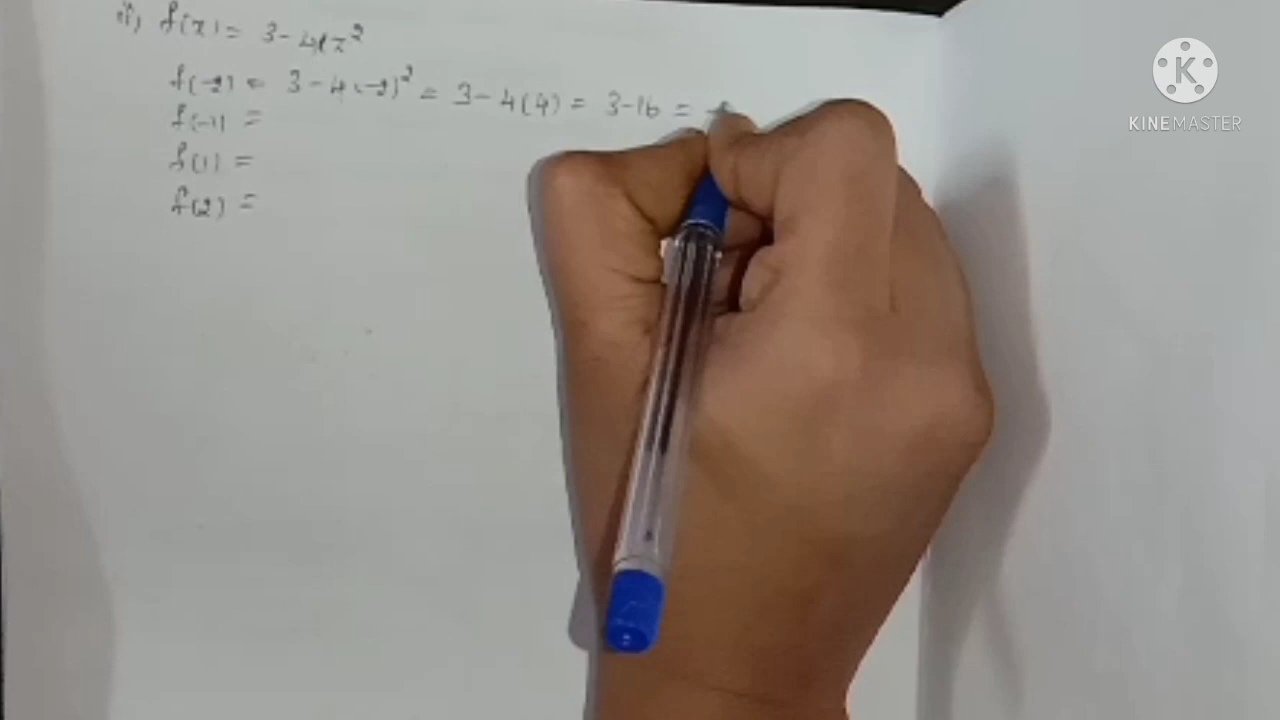 ii) f(x) = 3 - 4x²
f(-2) = 3 - 4(-2)² = 3 - 4(4) = 3 - 16 =
f(-1) =
f(1) =
f(2) =
K
KINEMASTER